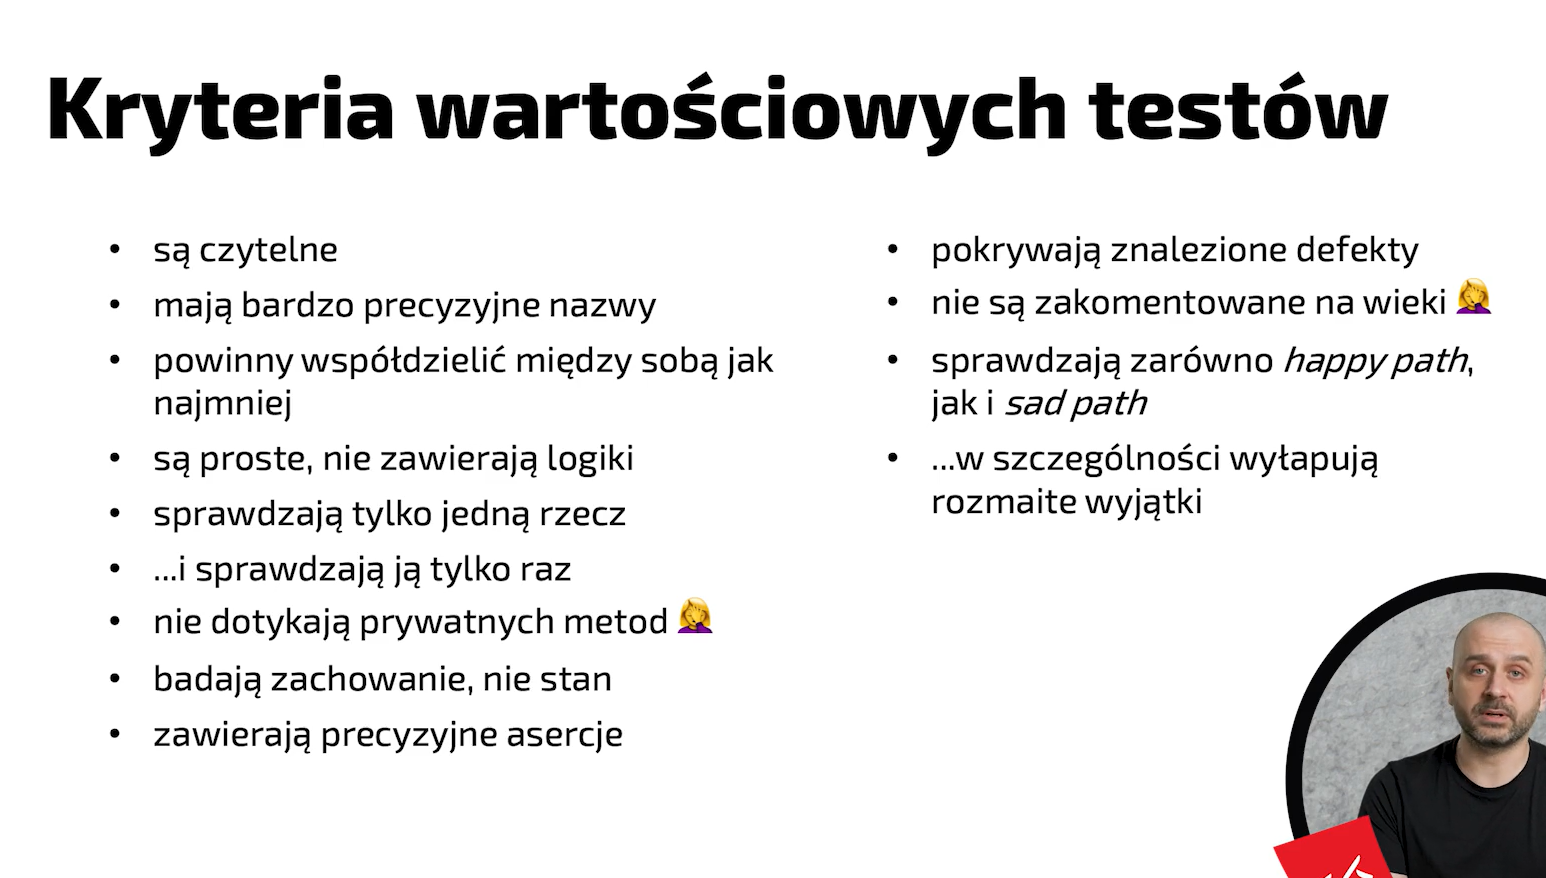 Kryteria wartościowych testów
• są czytelne
• mają bardzo precyzyjne nazwy
• powinny współdzielić między sobą jak
najmniej
• są proste, nie zawierają logiki
• sprawdzają tylko jedną rzecz
• ...i sprawdzają ją tylko raz
• nie dotykają prywatnych metod 🤦‍♀️
• badają zachowanie, nie stan
• zawierają precyzyjne asercje
• pokrywają znalezione defekty
• nie są zakomentowane na wieki 🤦‍♀️
• sprawdzają zarówno happy path,
jak i sad path
• ...w szczególności wyłapują
rozmaite wyjątki